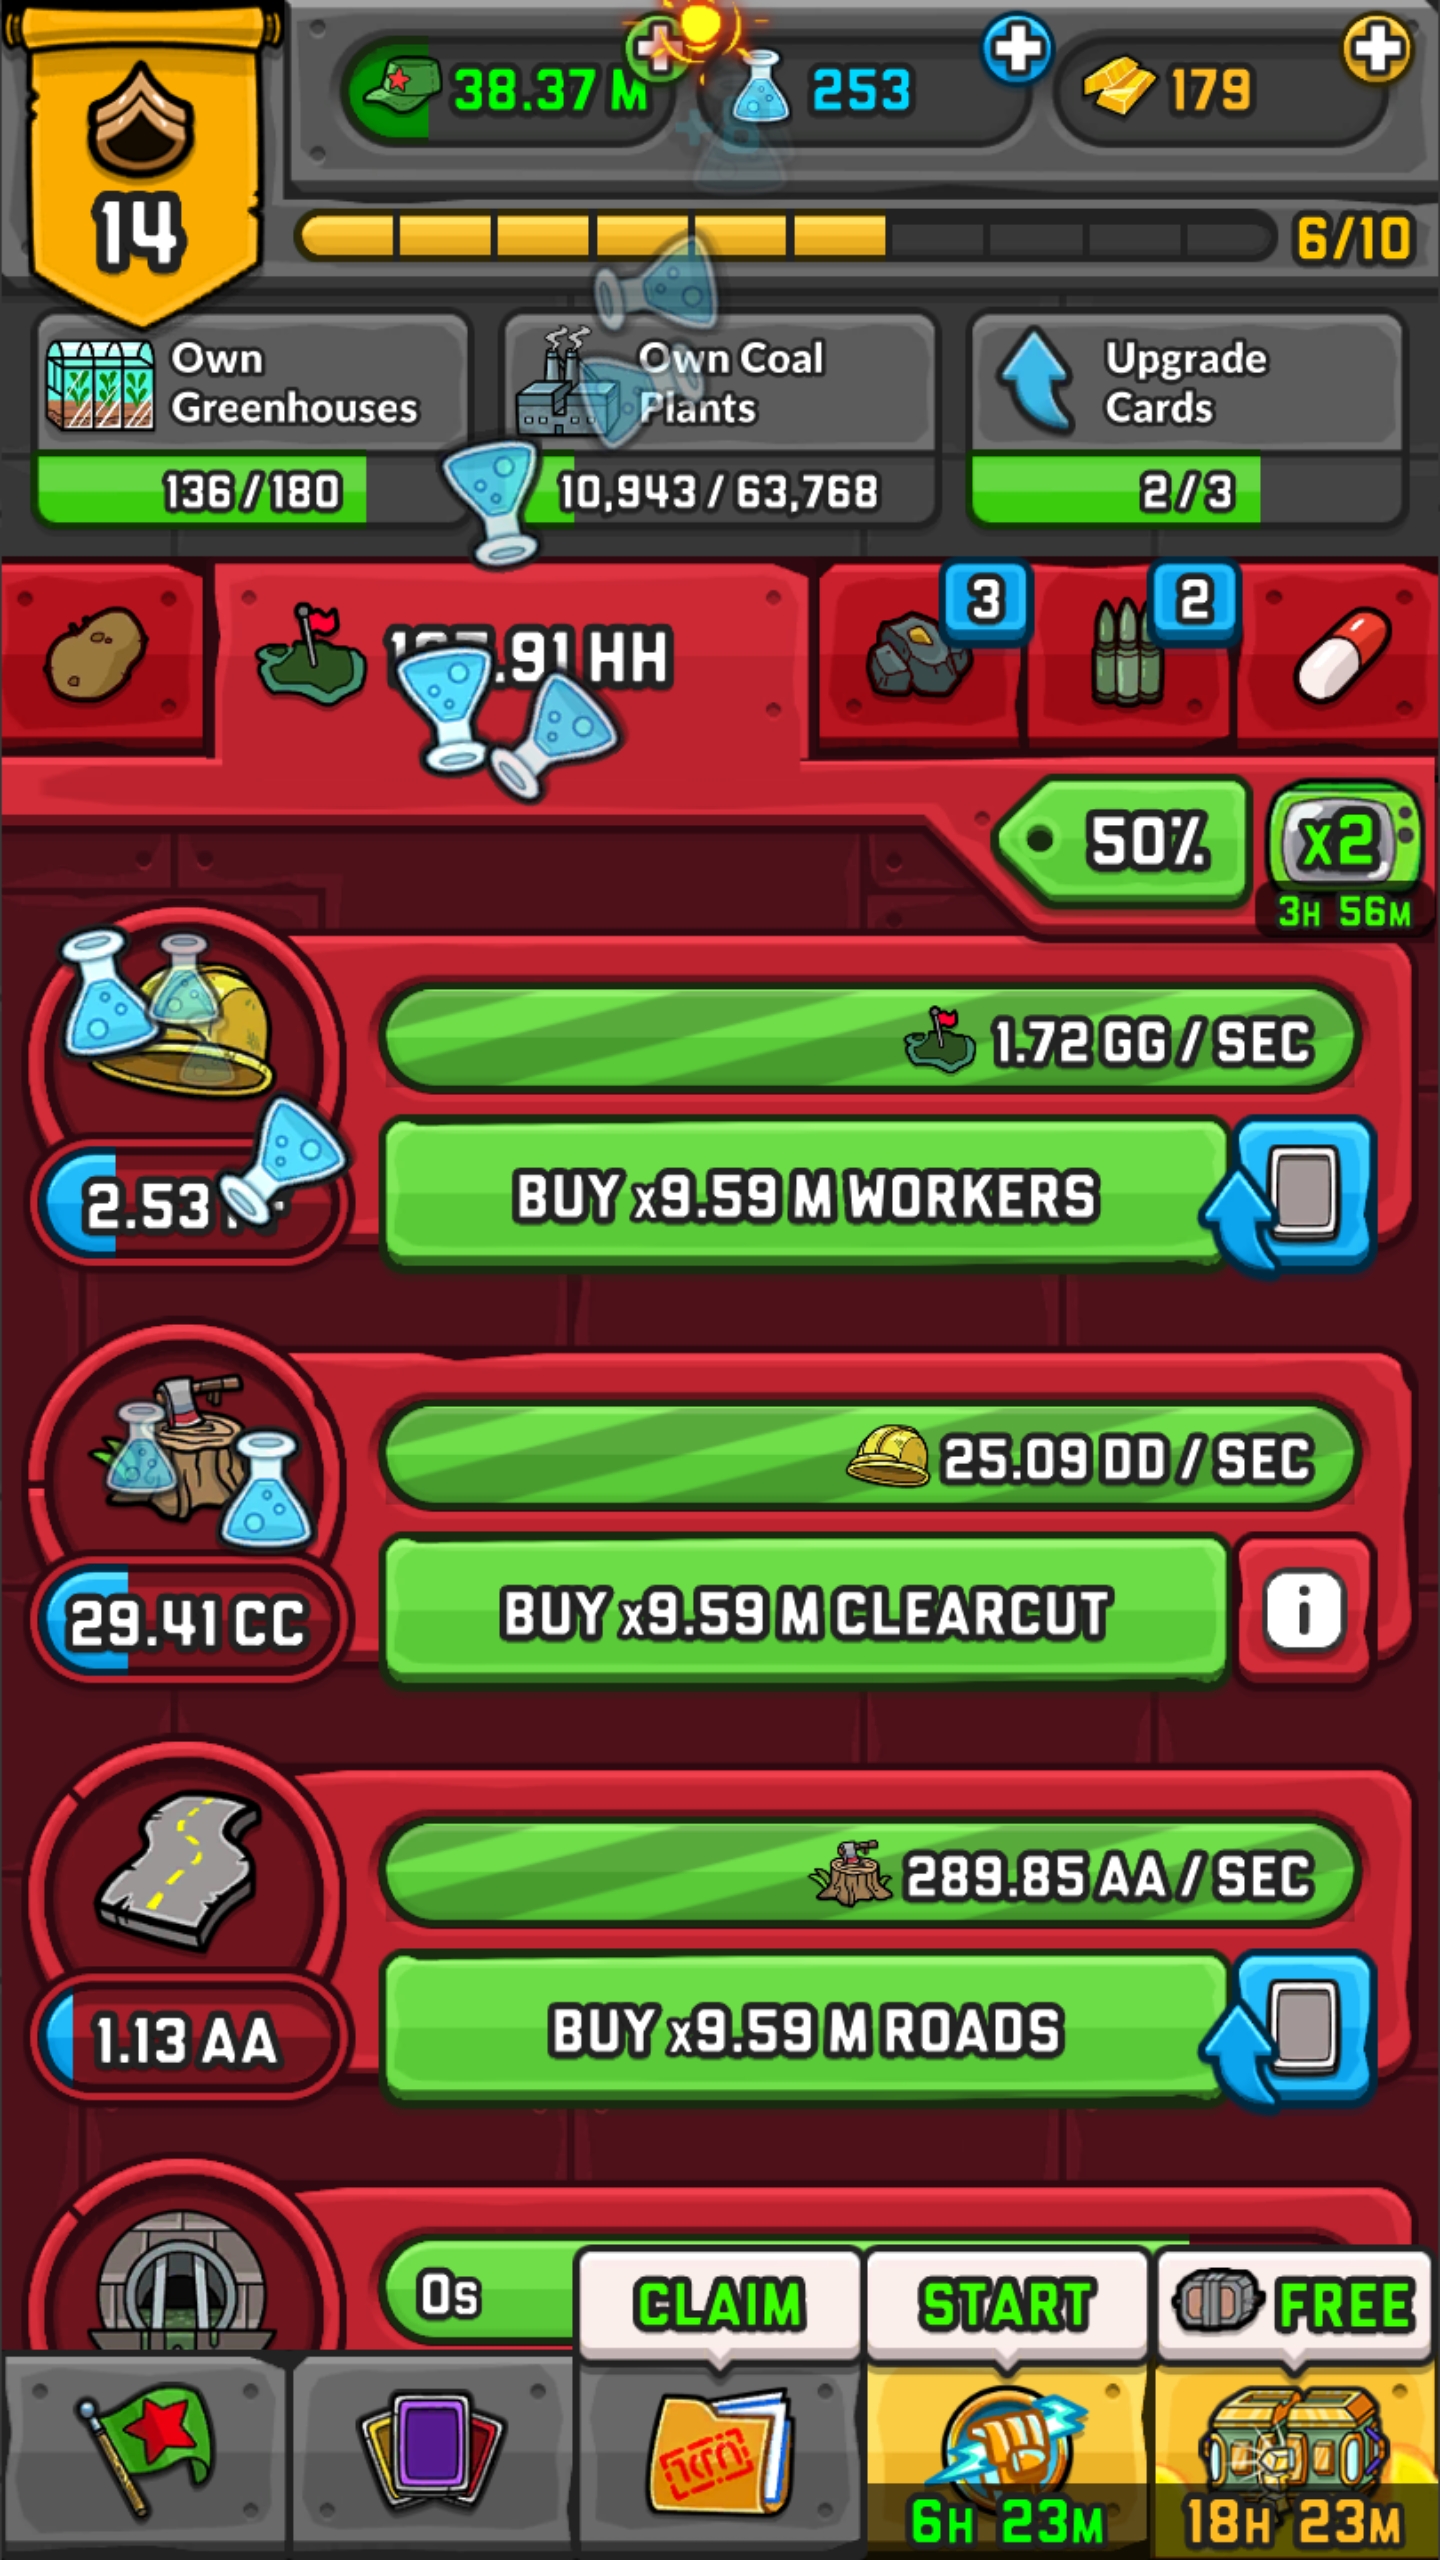 38.37 M
253
179
+6
14
6/10
Own
Greenhouses
136/180
Own Coal
Plants
10,943/63,768
Upgrade
Cards
2/3
.91 HH
3
2
50%
x2
3H 56M
1.72 GG/SEC
2.53
BUY x9.59 M WORKERS
25.09 DD/SEC
29.41 CC
BUY x9.59 M CLEARCUT
i
289.85 AA/SEC
1.13 AA
BUY x9.59 M ROADS
0s
CLAIM
START
FREE
6H 23M
18H 23M